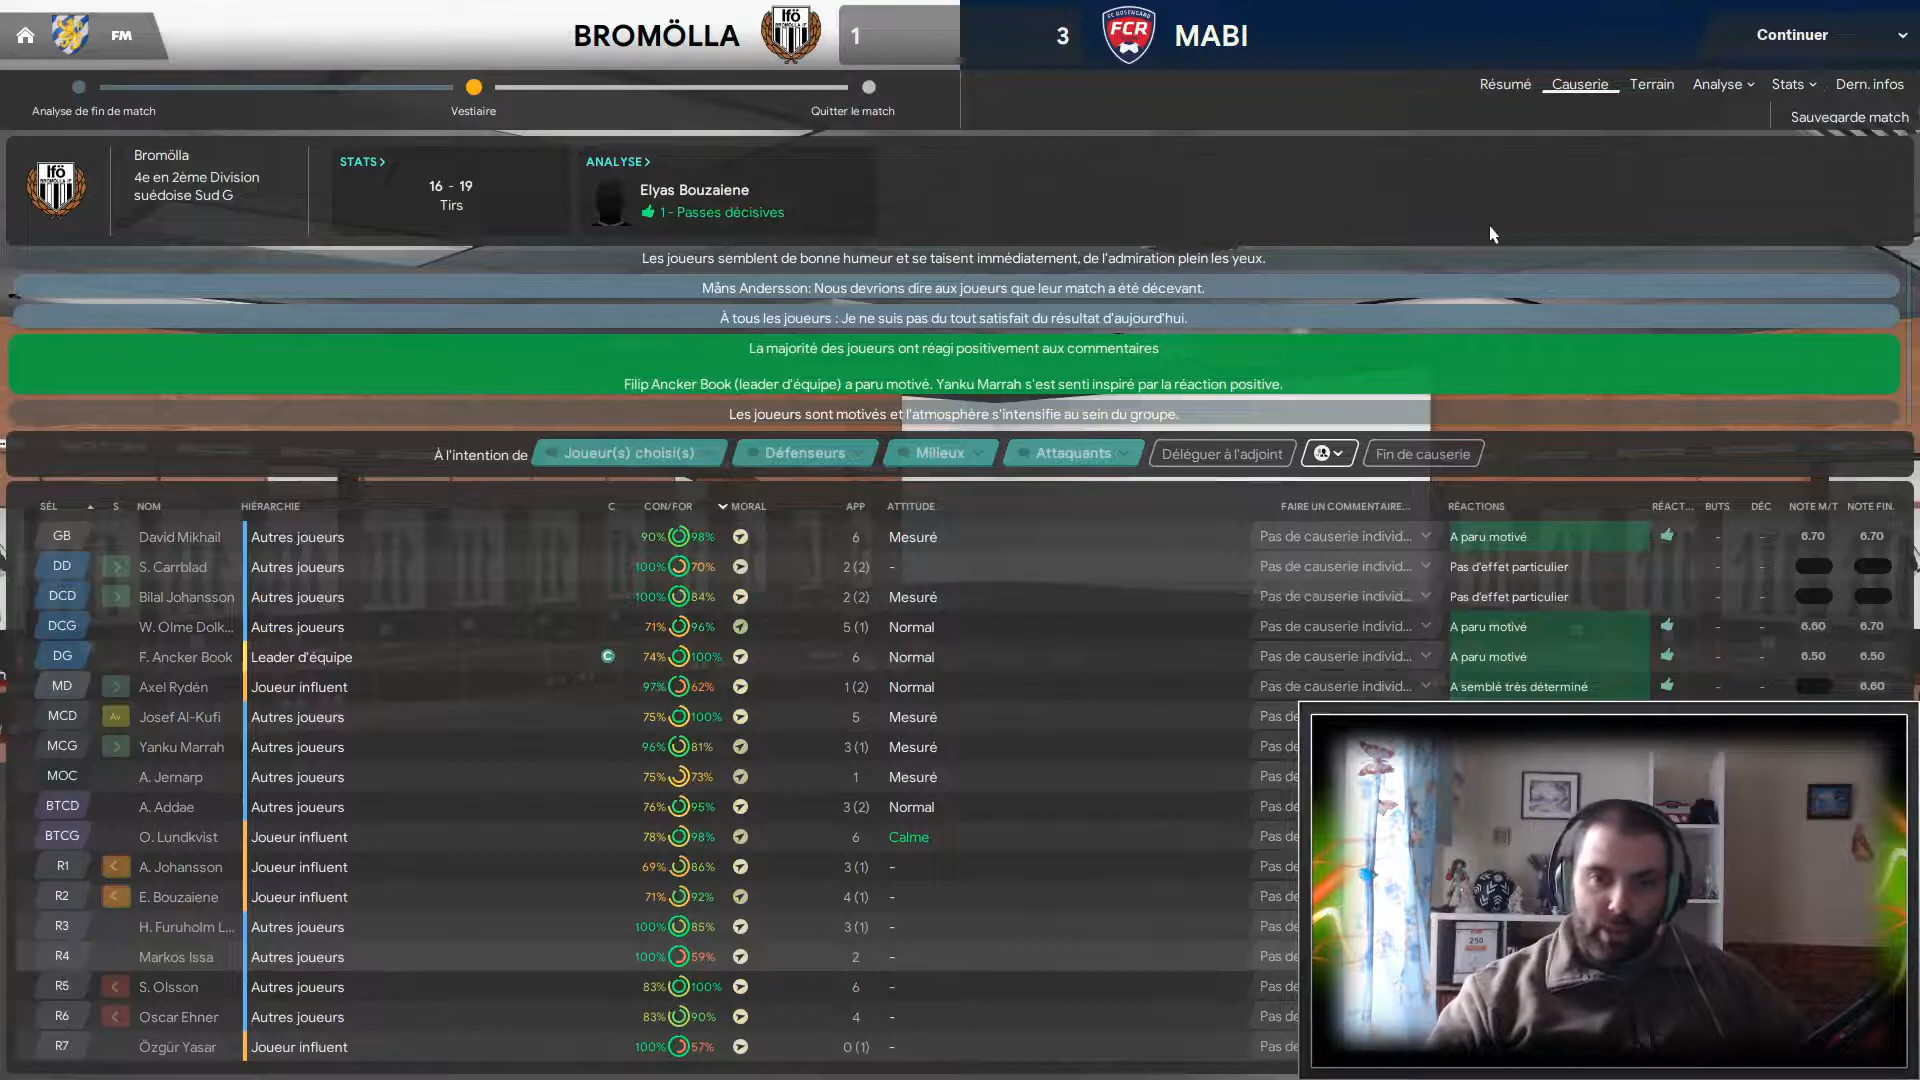 FM
BROMÖLLA
Ifö
BROMÖLLA IF
1
3
FC ROSENGÅRD
FCR
MABI
Continuer
Analyse de fin de match
Vestiaire
Quitter le match
Résumé
Causerie
Terrain
Analyse
Stats
Dern. infos
Sauvegarde match
Ifö
Bromölla
4e en 2ème Division
suédoise Sud G
STATS
16 - 19
Tirs
ANALYSE
Elyas Bouzaiene
1 - Passes décisives
Les joueurs semblent de bonne humeur et se taisent immédiatement, de l'admiration plein les yeux.
Måns Andersson: Nous devrions dire aux joueurs que leur match a été décevant.
À tous les joueurs : Je ne suis pas du tout satisfait du résultat d'aujourd'hui.
La majorité des joueurs ont réagi positivement aux commentaires
Filip Ancker Book (leader d'équipe) a paru motivé. Yanku Marrah s'est senti inspiré par la réaction positive.
Les joueurs sont motivés et l'atmosphère s'intensifie au sein du groupe.
À l'intention de
Joueur(s) choisi(s)
Défenseurs
Milieux
Attaquants
Déléguer à l'adjoint
Fin de causerie
SÉL S NOM HIÉRARCHIE C CON/FOR MORAL APP ATTITUDE FAIRE UN COMMENTAIRE... RÉACTIONS RÉACT... BUTS DÉC NOTE M/T NOTE FIN.
GB David Mikhail Autres joueurs 90% 98% 6 Mesuré Pas de causerie individ... A paru motivé - - 6.70 6.70
DD S. Carrblad Autres joueurs 100% 70% 2 (2) - Pas de causerie individ... Pas d'effet particulier - -
DCD Bilal Johansson Autres joueurs 100% 84% 2 (2) Mesuré Pas de causerie individ... Pas d'effet particulier - -
DCG W. Olme Dolk... Autres joueurs 71% 96% 5 (1) Normal Pas de causerie individ... A paru motivé - - 6.60 6.70
DG F. Ancker Book Leader d'équipe C 74% 100% 6 Normal Pas de causerie individ... A paru motivé - - 6.50 6.50
MD Axel Rydén Joueur influent 97% 62% 1 (2) Normal Pas de causerie individ... A semblé très déterminé - - 6.60
MCD Av Josef Al-Kufi Autres joueurs 75% 100% 5 Mesuré Pas de
MCG Yanku Marrah Autres joueurs 96% 81% 3 (1) Mesuré Pas de
MOC A. Jernarp Autres joueurs 75% 73% 1 Mesuré Pas de
BTCD A. Addae Autres joueurs 76% 95% 3 (2) Normal Pas de
BTCG O. Lundkvist Joueur influent 78% 98% 6 Calme Pas de
R1 A. Johansson Joueur influent 69% 86% 3 (1) - Pas de
R2 E. Bouzaiene Joueur influent 71% 92% 4 (1) - Pas de
R3 H. Furuholm L... Autres joueurs 100% 85% 3 (1) - Pas de
R4 Markos Issa Autres joueurs 100% 59% 2 - Pas de
R5 S. Olsson Autres joueurs 83% 100% 6 - Pas de
R6 Oscar Ehner Autres joueurs 83% 90% 4 - Pas de
R7 Özgür Yasar Joueur influent 100% 57% 0 (1) - Pas de
250